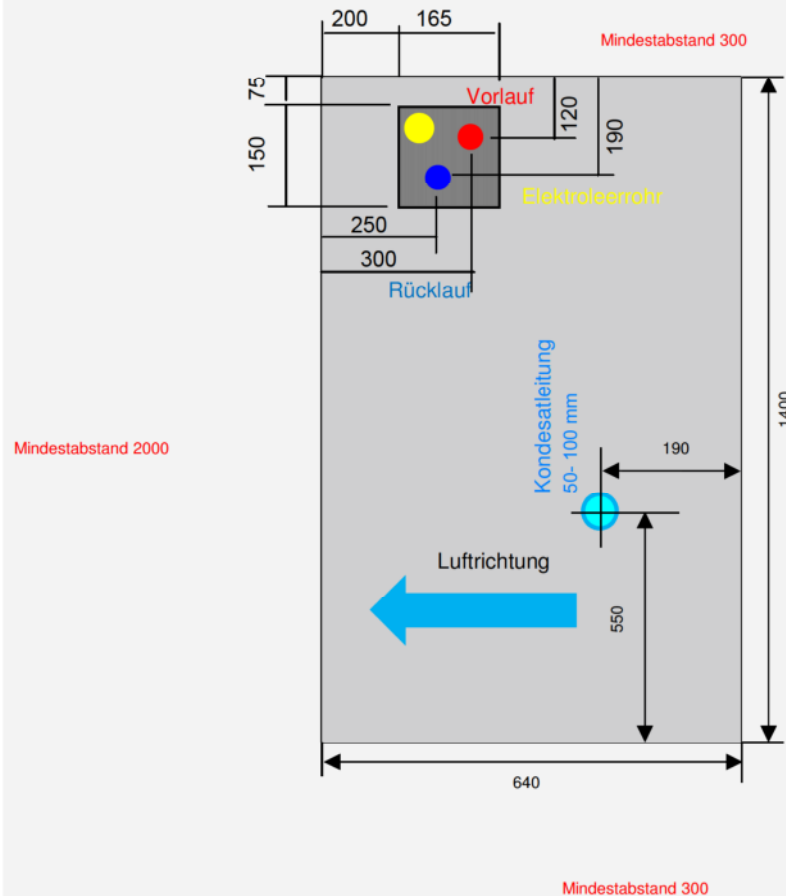 200 165
Mindestabstand 300
75
Vorlauf
120
150
190
Elektroleerrohr
250
300
Rücklauf
Kondesatleitung
50- 100 mm
1400
Mindestabstand 2000
190
Luftrichtung
550
640
Mindestabstand 300